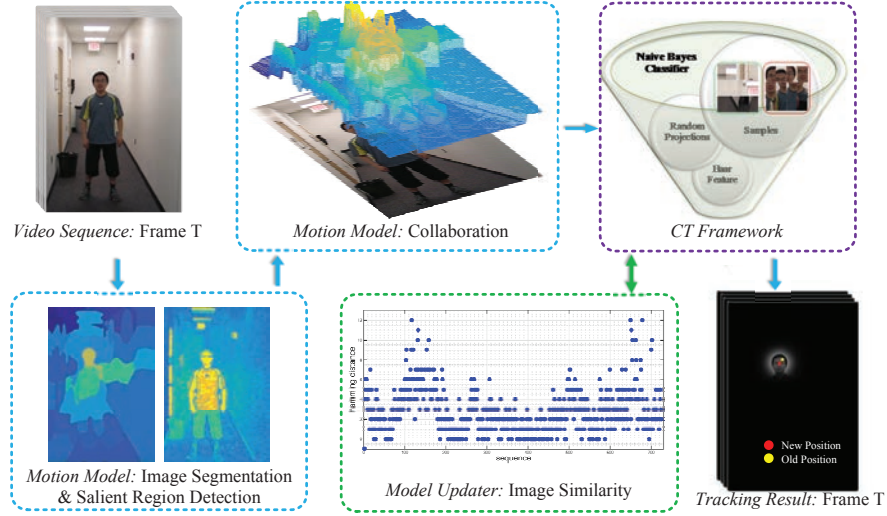 Naive Bayes
Classifier
Random
Projections
Samples
Haar
Feature
Video Sequence: Frame T
Motion Model: Collaboration
CT Framework
hamming distance
sequence
New Position
Old Position
Motion Model: Image Segmentation
& Salient Region Detection
Model Updater: Image Similarity
Tracking Result: Frame T